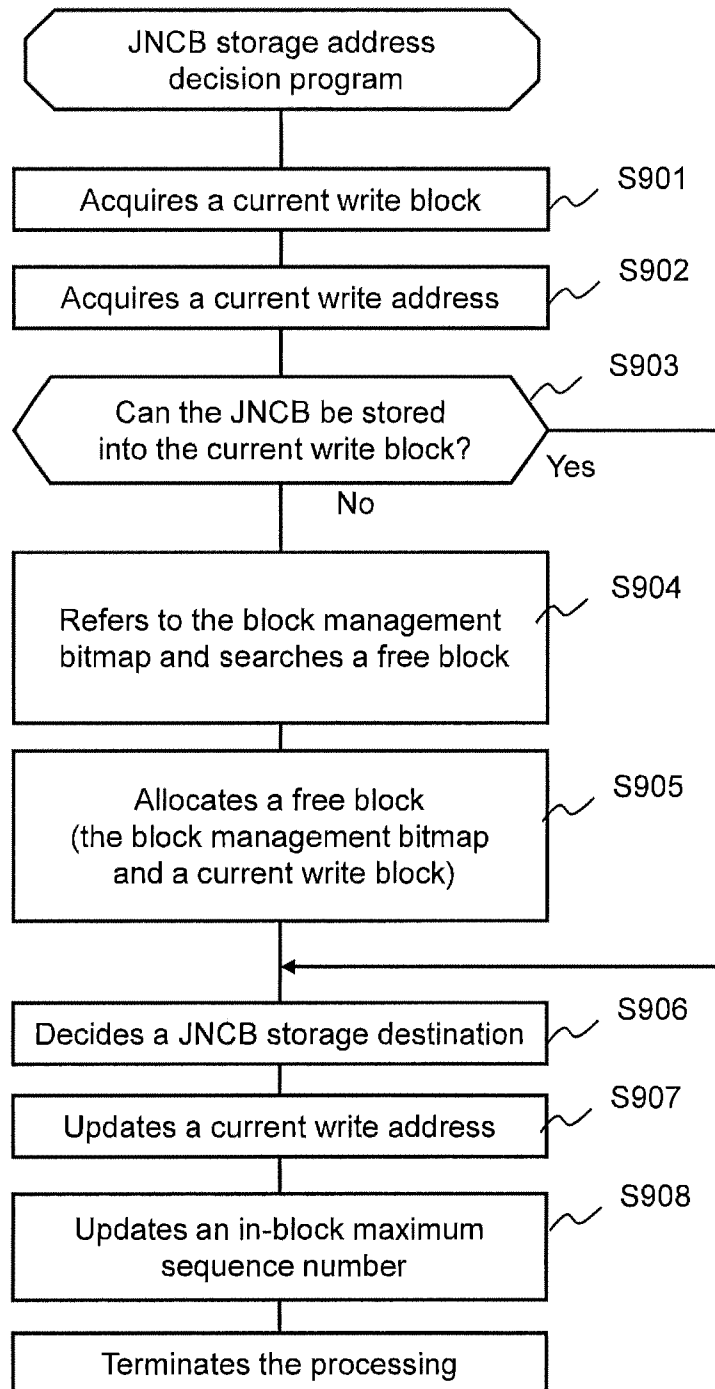 JNCB storage address
decision program
Acquires a current write block
S901
Acquires a current write address
S902
Can the JNCB be stored
into the current write block?
S903
Yes
No
Refers to the block management
bitmap and searches a free block
S904
Allocates a free block
(the block management bitmap
and a current write block)
S905
Decides a JNCB storage destination
S906
Updates a current write address
S907
Updates an in-block maximum
sequence number
S908
Terminates the processing